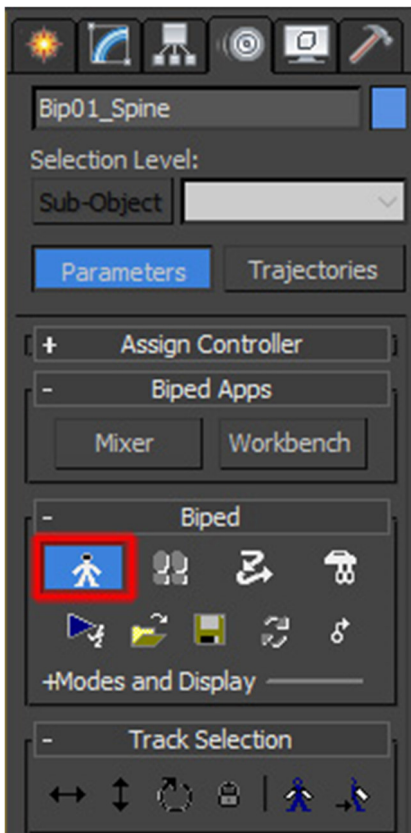 Bip01_Spine
Selection Level:
Sub-Object
Parameters Trajectories
+ Assign Controller
- Biped Apps
Mixer Workbench
- Biped
+Modes and Display
- Track Selection